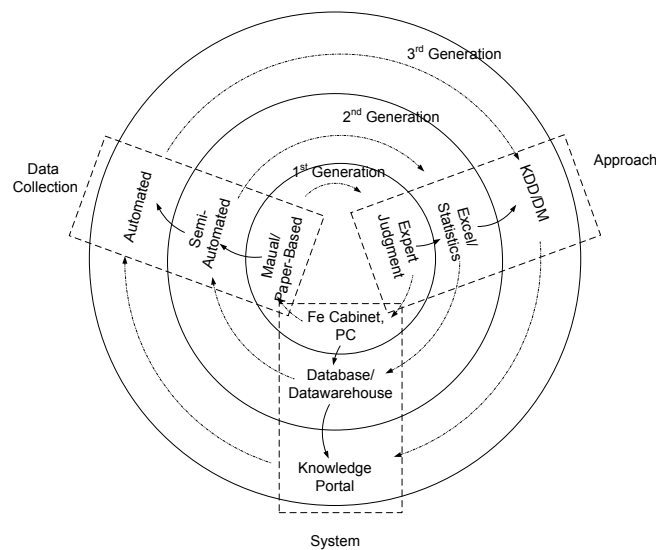 3rd Generation
2nd Generation
1st Generation
Data
Collection
Approach
Automated
Semi-
Automated
Maual/
Paper-Based
Expert
Judgment
Excel/
Statistics
KDD/DM
Fe Cabinet,
PC
Database/
Datawarehouse
Knowledge
Portal
System